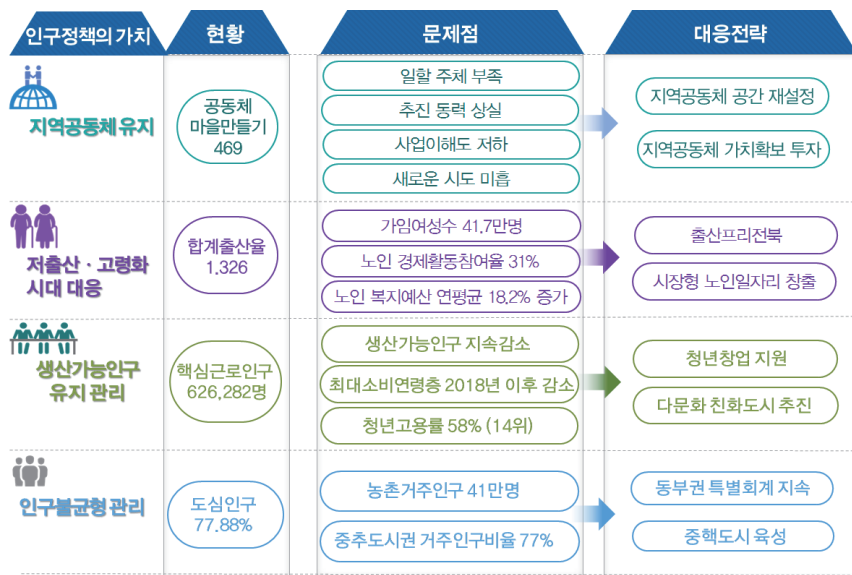 인구정책의 가치
현황
문제점
대응전략
지역공동체 유지
공동체
마을만들기
469
일할 주체 부족
추진 동력 상실
사업이해도 저하
새로운 시도 미흡
지역공동체 공간 재설정
지역공동체 가치확보 투자
저출산 · 고령화
시대 대응
합계출산율
1.326
가임여성수 41.7만명
노인 경제활동참여율 31%
노인 복지예산 연평균 18.2% 증가
출산프리전북
시장형 노인일자리 창출
생산가능인구
유지 관리
핵심근로인구
626,282명
생산가능인구 지속감소
최대소비연령층 2018년 이후 감소
청년고용률 58% (14위)
청년창업 지원
다문화 친화도시 추진
인구불균형 관리
도심인구
77.88%
농촌거주인구 41만명
중추도시권 거주인구비율 77%
동부권 특별회계 지속
중핵도시 육성